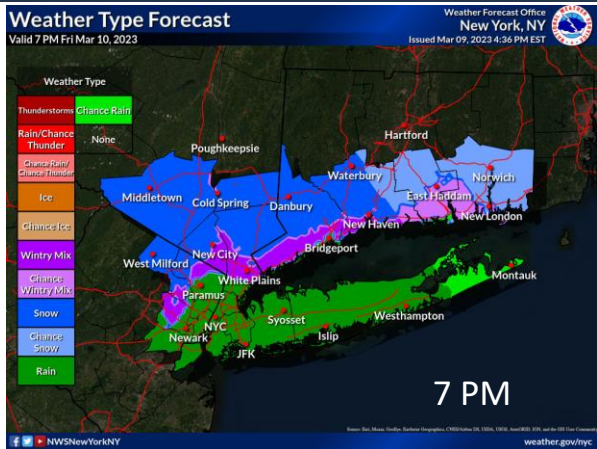 Weather Type Forecast
Valid 7 PM Fri Mar 10, 2023
Weather Forecast Office
New York, NY
Issued Mar 09, 2023 4:36 PM EST
Weather Type
Thunderstorms
Chance Rain
Rain/Chance
Thunder
None
Chance Rain/
Chance Thunder
Ice
Chance Ice
Wintry Mix
Chance
Wintry Mix
Snow
Chance
Snow
Rain
Hartford
Poughkeepsie
Waterbury
Norwich
Middletown
Cold Spring
Danbury
East Haddam
New Haven
New London
New City
Bridgeport
West Milford
White Plains
Paramus
Montauk
NYC
Syosset
Westhampton
Newark
Islip
JFK
7 PM
NWSNewYorkNY
weather.gov/nyc